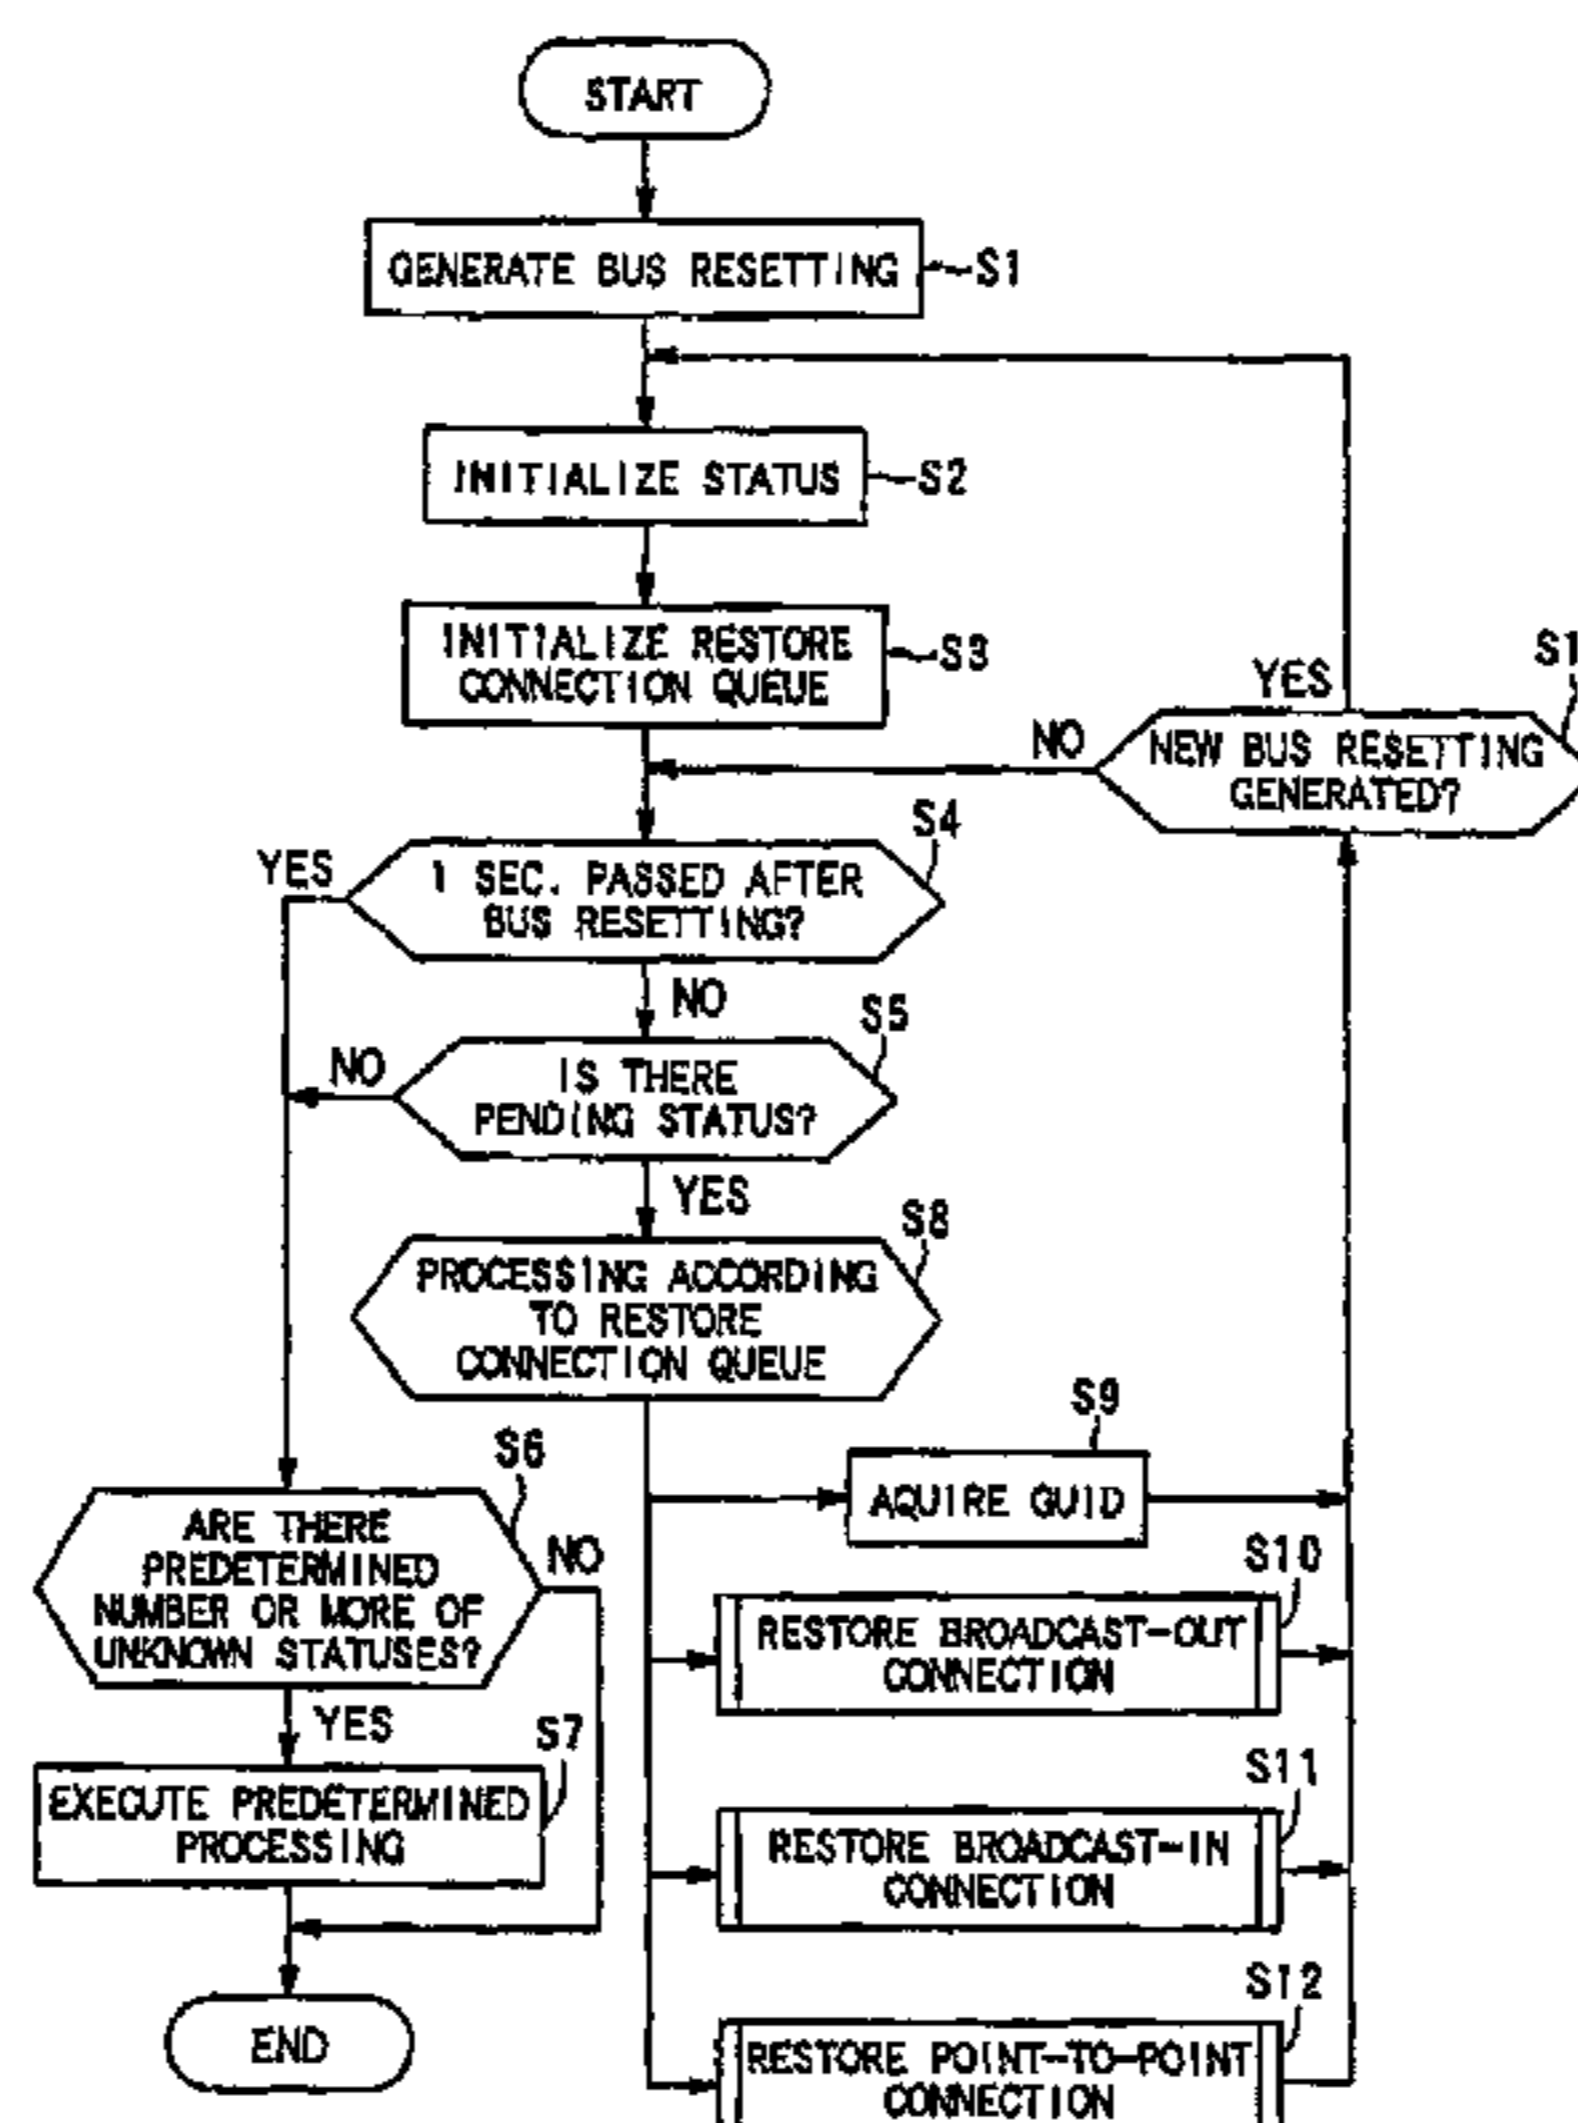 START
GENERATE BUS RESETTING
S1
INITIALIZE STATUS
S2
INITIALIZE RESTORE
CONNECTION QUEUE
S3
YES
S1
NO
NEW BUS RESETTING
GENERATED?
S4
YES
1 SEC. PASSED AFTER
BUS RESETTING?
NO
S5
NO
IS THERE
PENDING STATUS?
YES
S8
PROCESSING ACCORDING
TO RESTORE
CONNECTION QUEUE
S9
AQUIRE GUID
S6
ARE THERE
PREDETERMINED
NUMBER OR MORE OF
UNKNOWN STATUSES?
NO
S10
RESTORE BROADCAST-OUT
CONNECTION
YES
S7
EXECUTE PREDETERMINED
PROCESSING
S11
RESTORE BROADCAST-IN
CONNECTION
S12
RESTORE POINT-TO-POINT
CONNECTION
END